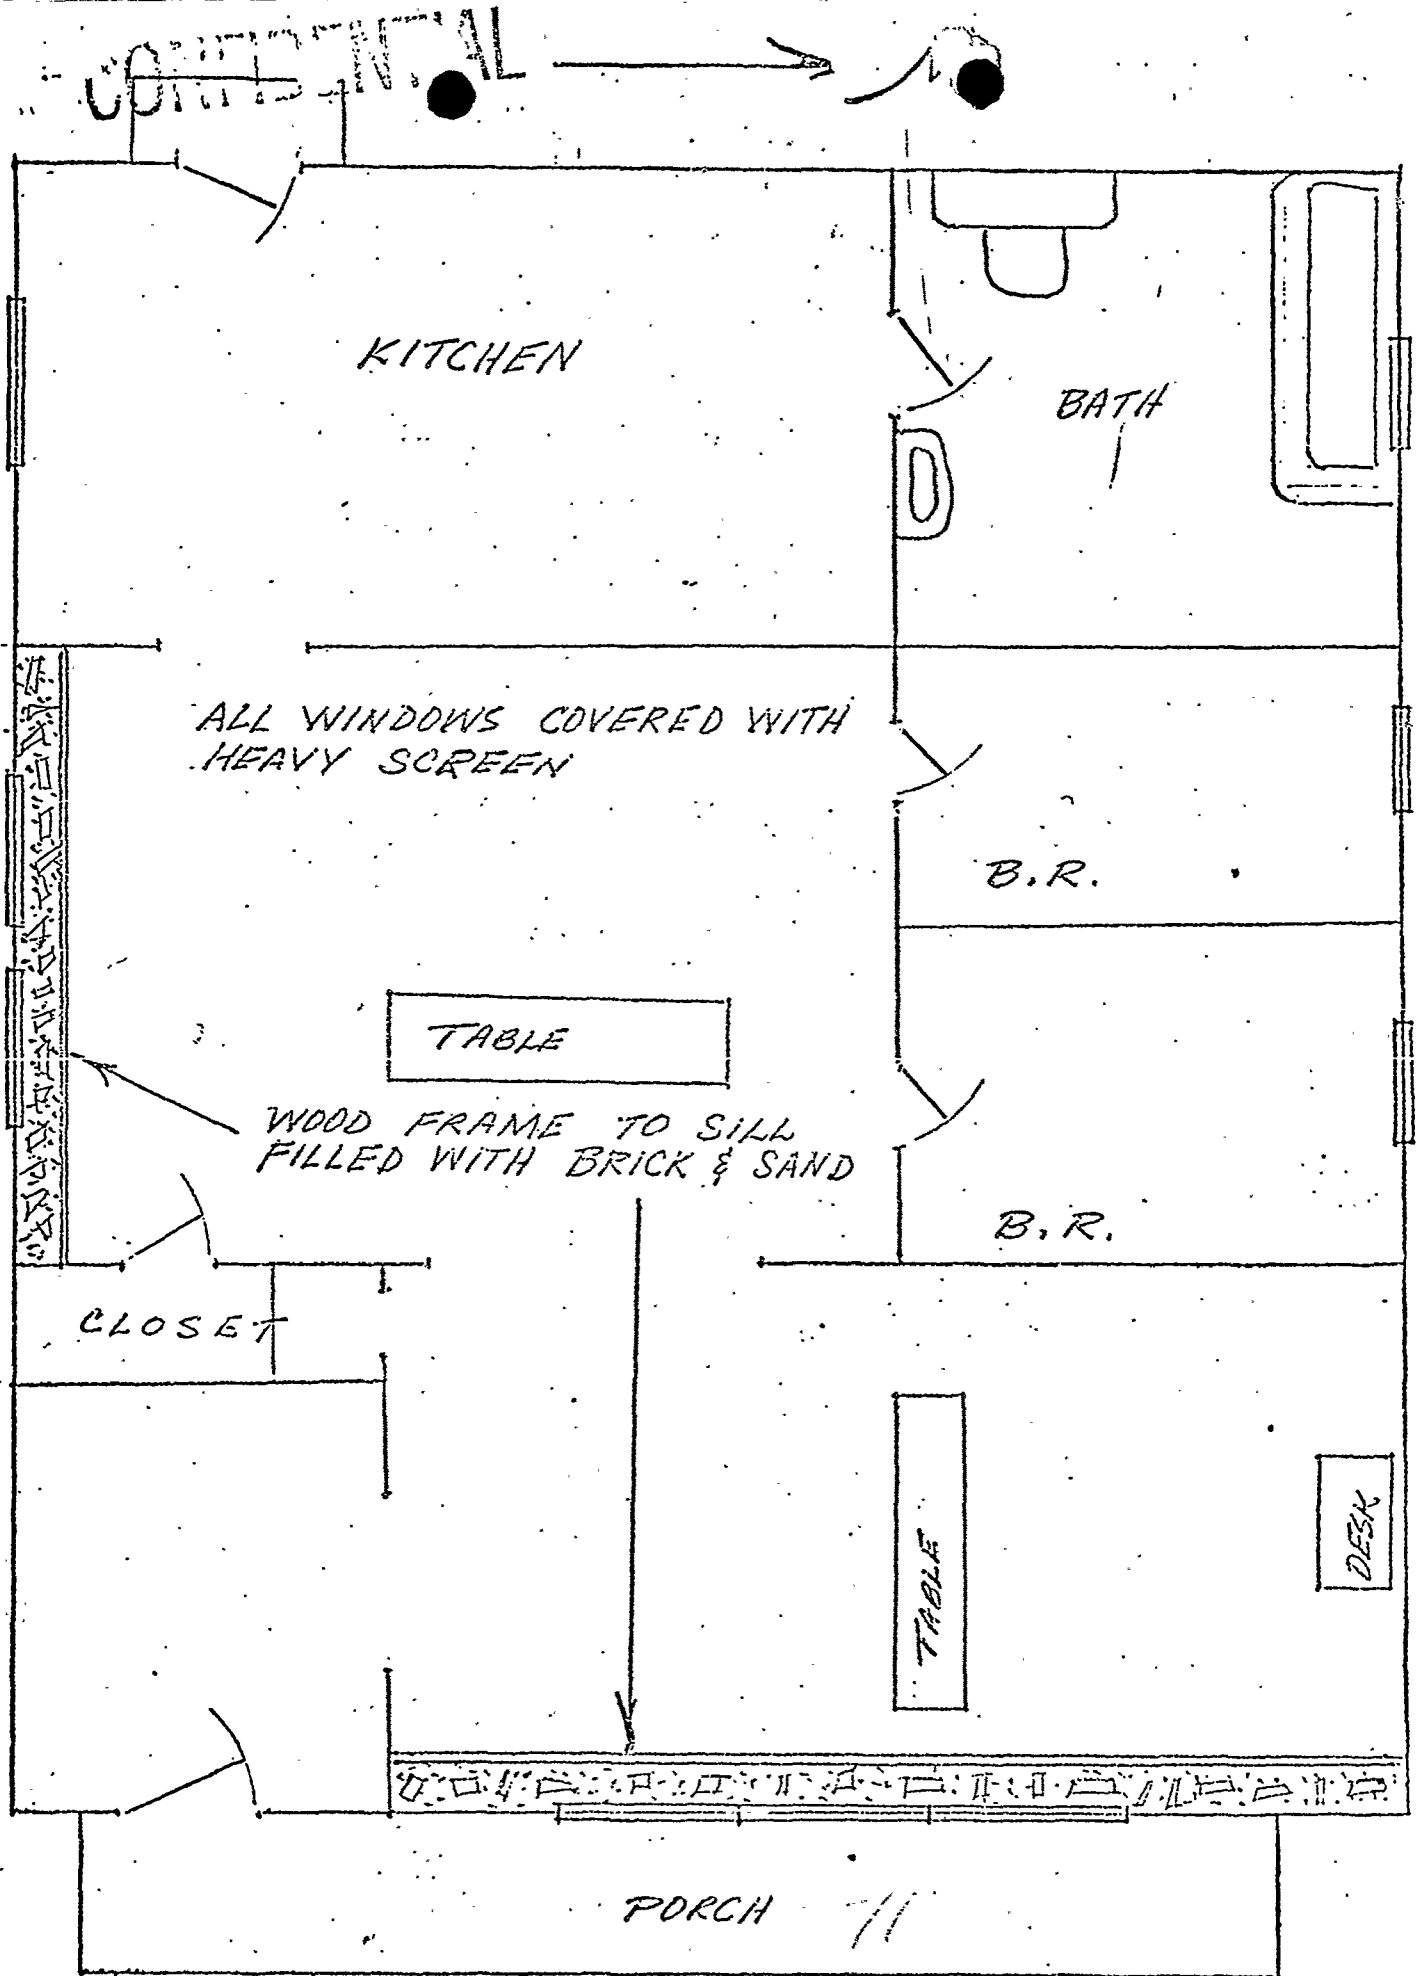 CONFIDENTIAL
KITCHEN
BATH
ALL WINDOWS COVERED WITH
HEAVY SCREEN
B.R.
TABLE
WOOD FRAME TO SILL
FILLED WITH BRICK & SAND
B.R.
CLOSET
TABLE
DESK
PORCH